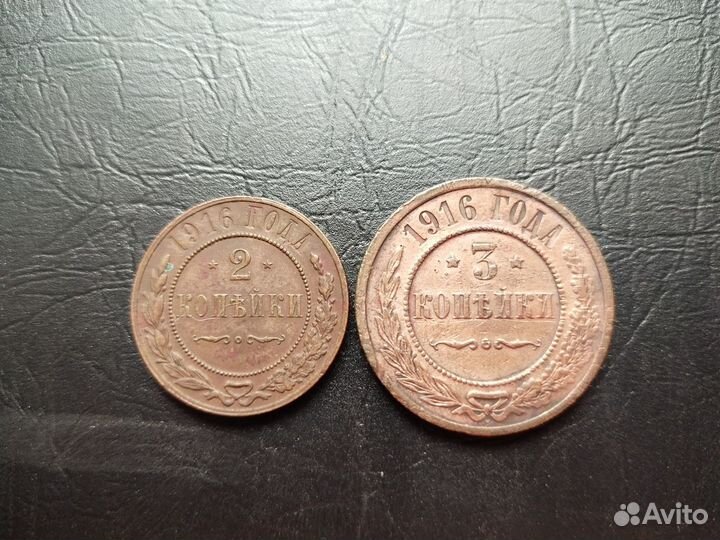 1916 ГОДА
* 2 *
КОПѢЙКИ
1916 ГОДА
* 3 *
КОПѢЙКИ
Avito